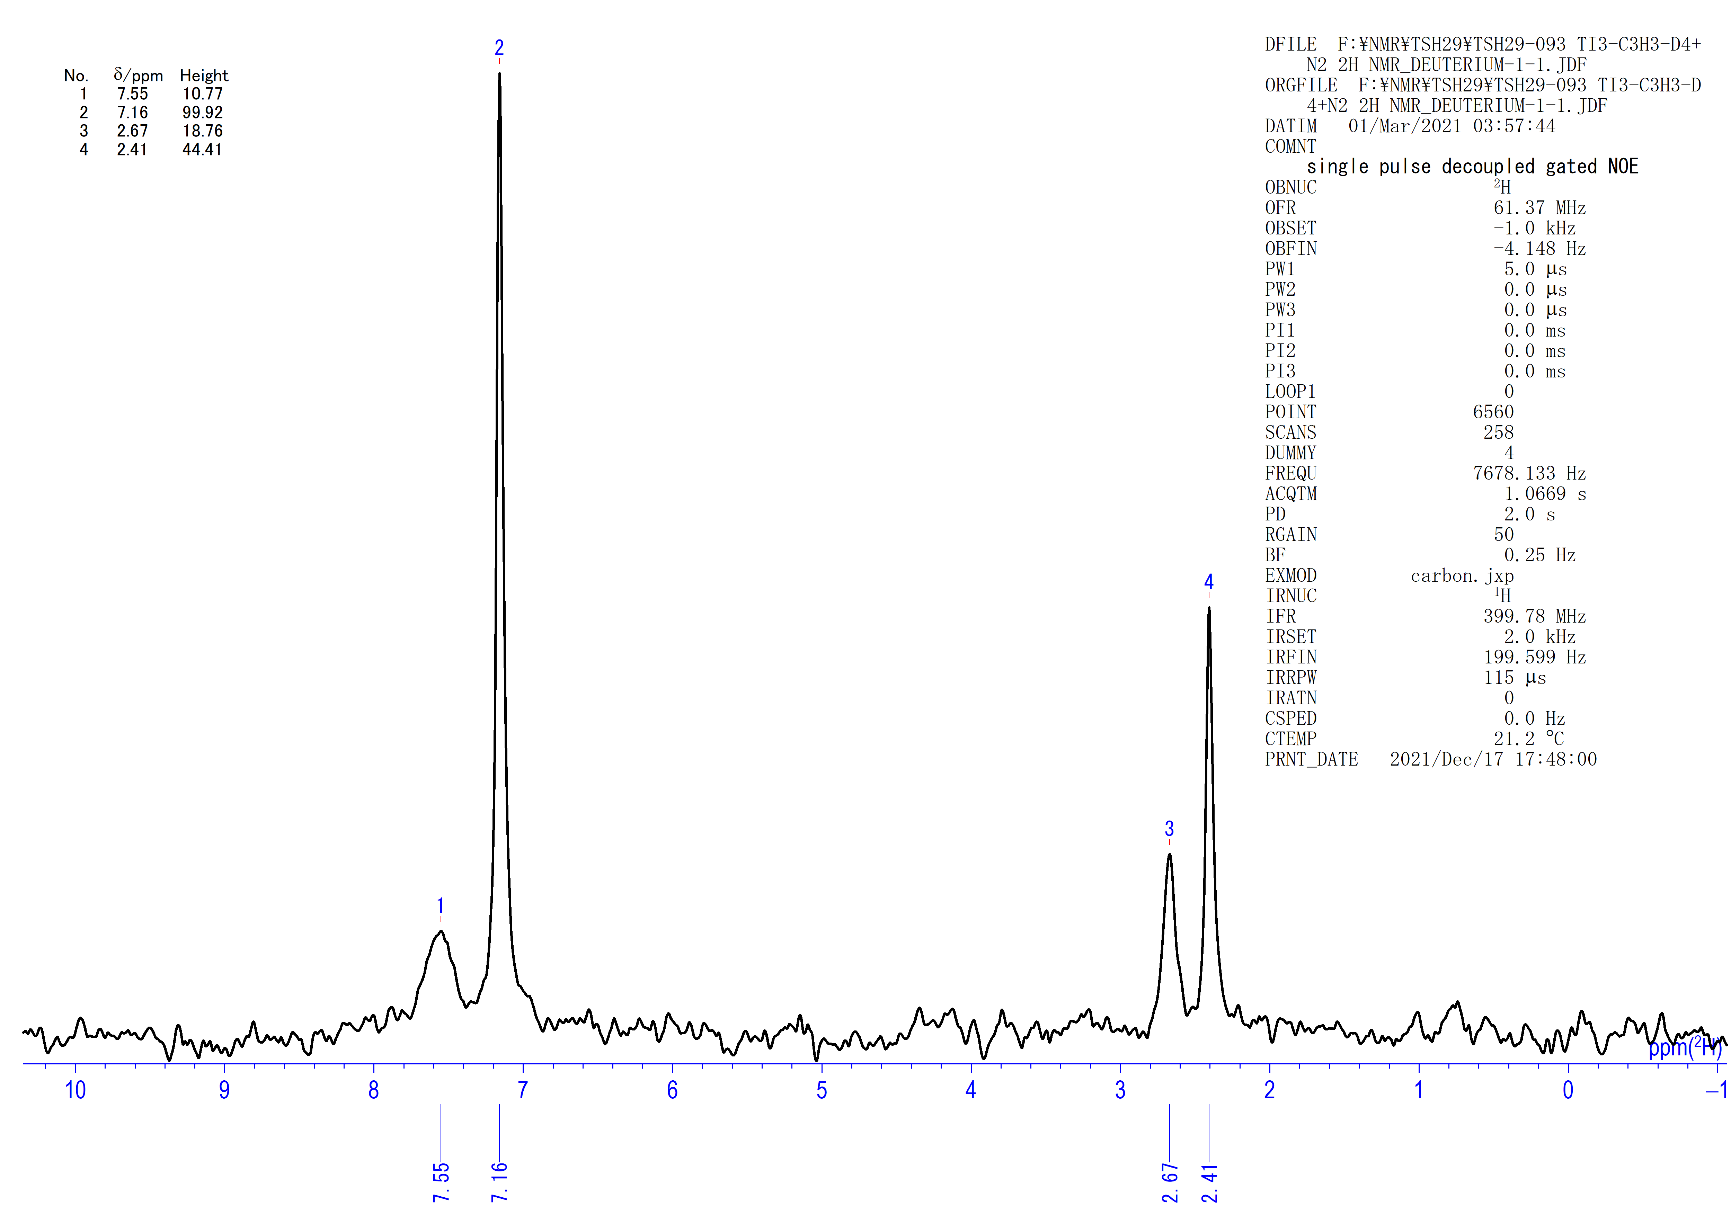 No. δ/ppm Height
1 7.55 10.77
2 7.16 99.92
3 2.67 18.76
4 2.41 44.41
DFILE F:¥NMR¥TSH29¥TSH29-093 TI3-C3H3-D4+
N2 2H NMR_DEUTERIUM-1-1.JDF
ORGFILE F:¥NMR¥TSH29¥TSH29-093 TI3-C3H3-D
4+N2 2H NMR_DEUTERIUM-1-1.JDF
DATIM 01/Mar/2021 03:57:44
COMNT
single pulse decoupled gated NOE
OBNUC ²H
OFR 61.37 MHz
OBSET -1.0 kHz
OBFIN -4.148 Hz
PW1 5.0 μs
PW2 0.0 μs
PW3 0.0 μs
PI1 0.0 ms
PI2 0.0 ms
PI3 0.0 ms
LOOP1 0
POINT 6560
SCANS 258
DUMMY 4
FREQU 7678.133 Hz
ACQTM 1.0669 s
PD 2.0 s
RGAIN 50
BF 0.25 Hz
EXMOD carbon.jxp
IRNUC ¹H
IFR 399.78 MHz
IRSET 2.0 kHz
IRFIN 199.599 Hz
IRRPW 115 μs
IRATN 0
CSPED 0.0 Hz
CTEMP 21.2 °C
PRNT_DATE 2021/Dec/17 17:48:00
2
4
3
1
ppm(²H)
10 9 8 7 6 5 4 3 2 1 0 −1
7.55 7.16 2.67 2.41